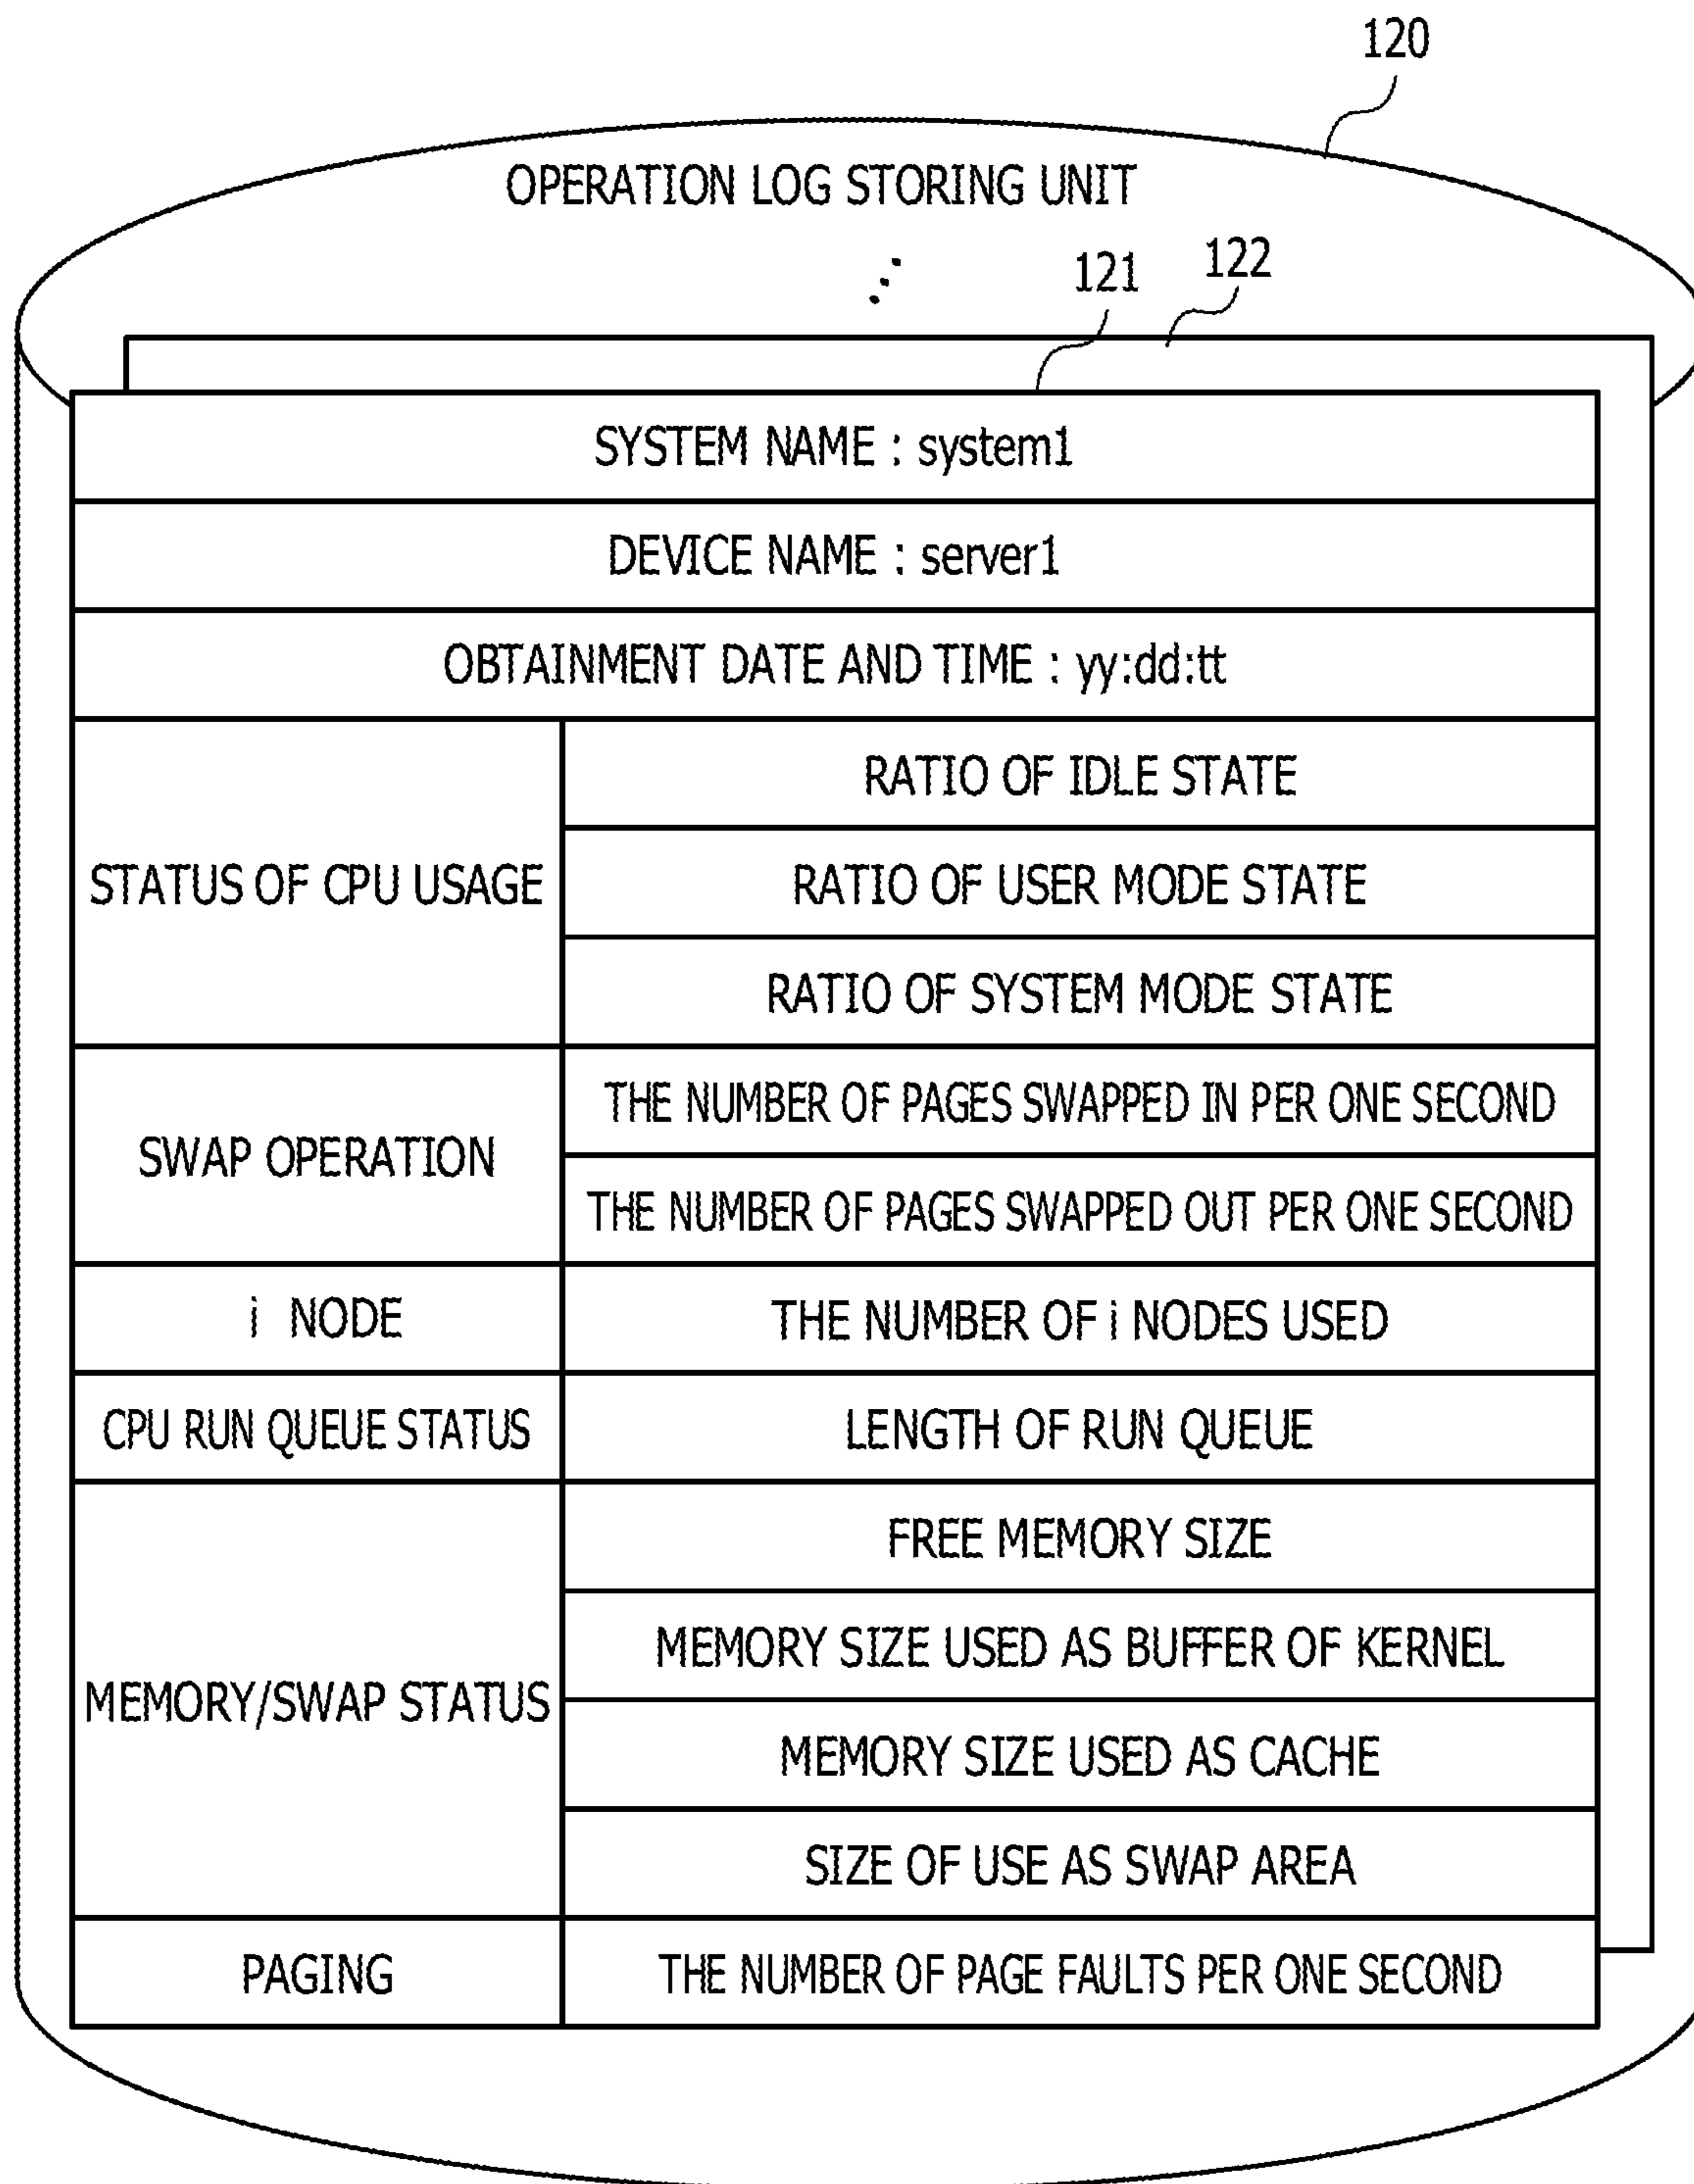 120
OPERATION LOG STORING UNIT
121 122
SYSTEM NAME : system1
DEVICE NAME : server1
OBTAINMENT DATE AND TIME : yy:dd:tt
STATUS OF CPU USAGE
RATIO OF IDLE STATE
RATIO OF USER MODE STATE
RATIO OF SYSTEM MODE STATE
SWAP OPERATION
THE NUMBER OF PAGES SWAPPED IN PER ONE SECOND
THE NUMBER OF PAGES SWAPPED OUT PER ONE SECOND
i NODE
THE NUMBER OF i NODES USED
CPU RUN QUEUE STATUS
LENGTH OF RUN QUEUE
MEMORY/SWAP STATUS
FREE MEMORY SIZE
MEMORY SIZE USED AS BUFFER OF KERNEL
MEMORY SIZE USED AS CACHE
SIZE OF USE AS SWAP AREA
PAGING
THE NUMBER OF PAGE FAULTS PER ONE SECOND